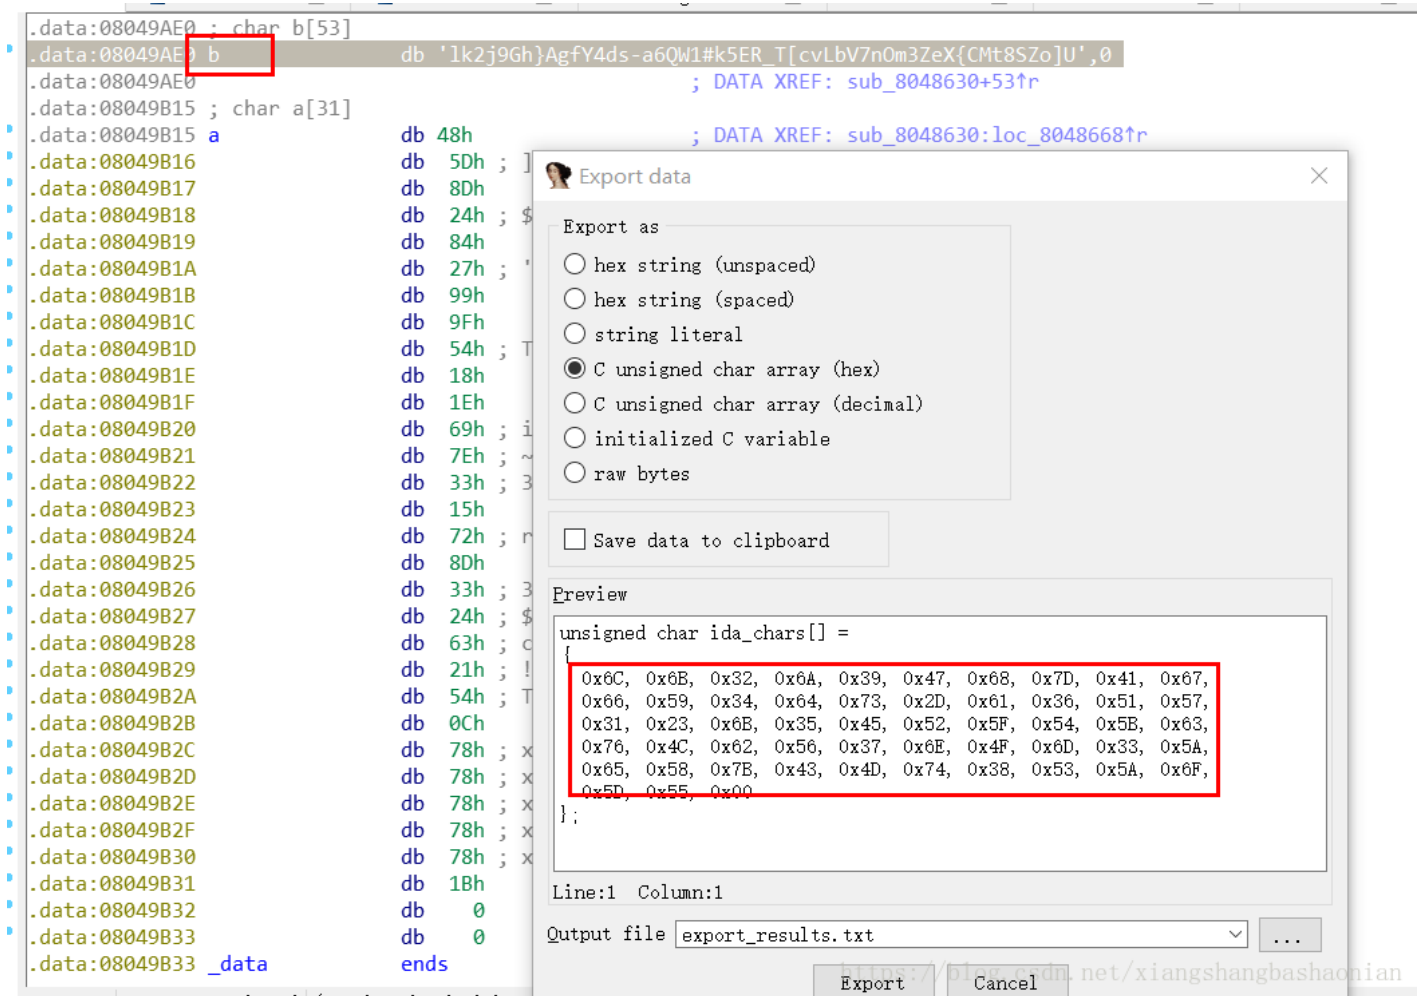 .data:08049AE0 ; char b[53]
.data:08049AE0 b db 'lk2j9Gh}AgfY4ds-a6QW1#k5ER_T[cvLbV7nOm3ZeX{CMt8SZo]U',0
.data:08049AE0 ; DATA XREF: sub_8048630+53↑r
.data:08049B15 ; char a[31]
.data:08049B15 a db 48h ; DATA XREF: sub_8048630:loc_8048668↑r
.data:08049B16 db 5Dh ; ]
.data:08049B17 db 8Dh
.data:08049B18 db 24h ; $
.data:08049B19 db 84h
.data:08049B1A db 27h ; '
.data:08049B1B db 99h
.data:08049B1C db 9Fh
.data:08049B1D db 54h ; T
.data:08049B1E db 18h
.data:08049B1F db 1Eh
.data:08049B20 db 69h ; i
.data:08049B21 db 7Eh ; ~
.data:08049B22 db 33h ; 3
.data:08049B23 db 15h
.data:08049B24 db 72h ; r
.data:08049B25 db 8Dh
.data:08049B26 db 33h ; 3
.data:08049B27 db 24h ; $
.data:08049B28 db 63h ; c
.data:08049B29 db 21h ; !
.data:08049B2A db 54h ; T
.data:08049B2B db 0Ch
.data:08049B2C db 78h ; x
.data:08049B2D db 78h ; x
.data:08049B2E db 78h ; x
.data:08049B2F db 78h ; x
.data:08049B30 db 78h ; x
.data:08049B31 db 1Bh
.data:08049B32 db 0
.data:08049B33 db 0
.data:08049B33 _data ends
Export data
Export as
hex string (unspaced)
hex string (spaced)
string literal
C unsigned char array (hex)
C unsigned char array (decimal)
initialized C variable
raw bytes
Save data to clipboard
Preview
unsigned char ida_chars[] =
{
0x6C, 0x6B, 0x32, 0x6A, 0x39, 0x47, 0x68, 0x7D, 0x41, 0x67,
0x66, 0x59, 0x34, 0x64, 0x73, 0x2D, 0x61, 0x36, 0x51, 0x57,
0x31, 0x23, 0x6B, 0x35, 0x45, 0x52, 0x5F, 0x54, 0x5B, 0x63,
0x76, 0x4C, 0x62, 0x56, 0x37, 0x6E, 0x4F, 0x6D, 0x33, 0x5A,
0x65, 0x58, 0x7B, 0x43, 0x4D, 0x74, 0x38, 0x53, 0x5A, 0x6F,
0x5D, 0x55, 0x00
};
Line:1 Column:1
Output file export_results.txt
...
Export Cancel
https://blog.csdn.net/xiangshangbashaonian